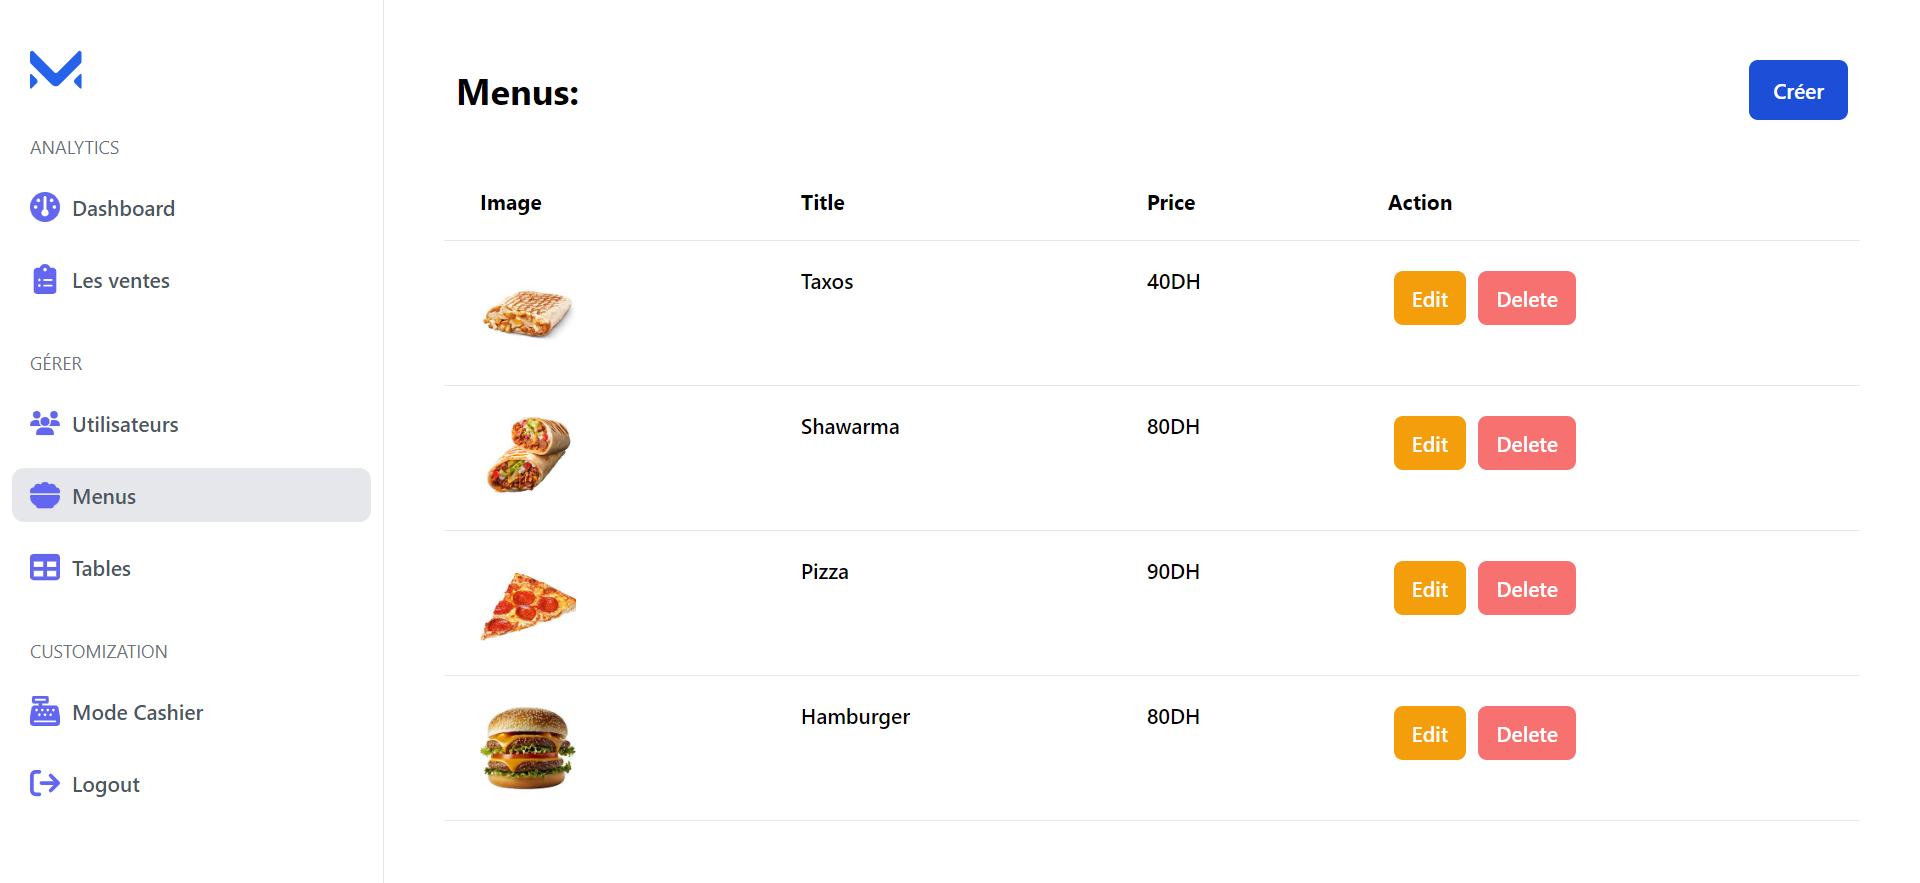 ANALYTICS
Dashboard
Les ventes
GÉRER
Utilisateurs
Menus
Tables
CUSTOMIZATION
Mode Cashier
Logout
Menus:
Créer
Image Title Price Action
Taxos 40DH Edit Delete
Shawarma 80DH Edit Delete
Pizza 90DH Edit Delete
Hamburger 80DH Edit Delete